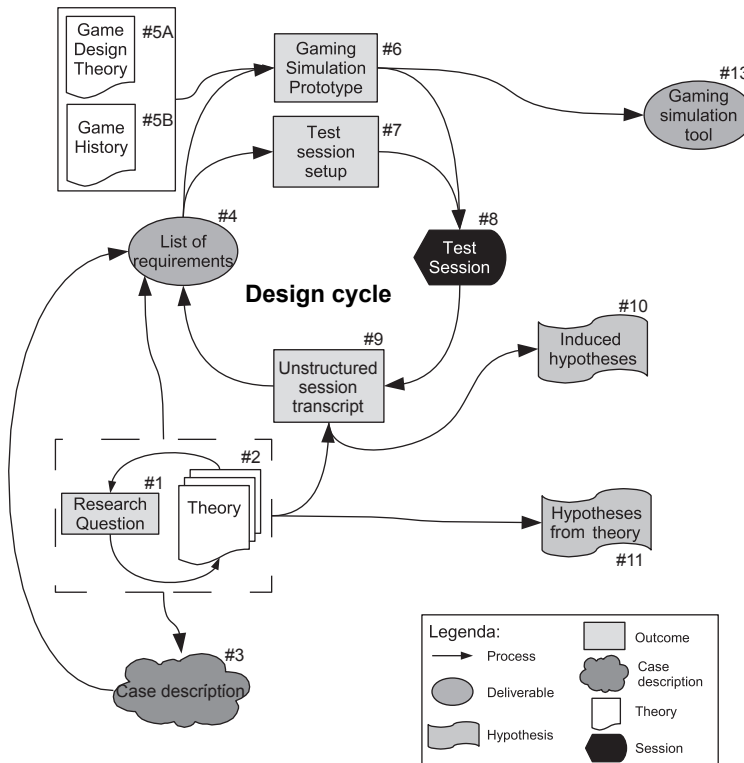 Game
Design
Theory
#5A
Game
History
#5B
Gaming
Simulation
Prototype
#6
Test
session
setup
#7
#13
Gaming
simulation
tool
#4
List of
requirements
#8
Test
Session
Design cycle
#9
Unstructured
session
transcript
#10
Induced
hypotheses
#1
Research
Question
#2
Theory
Hypotheses
from theory
#11
#3
Case description
Legenda:
Process
Deliverable
Hypothesis
Outcome
Case
description
Theory
Session